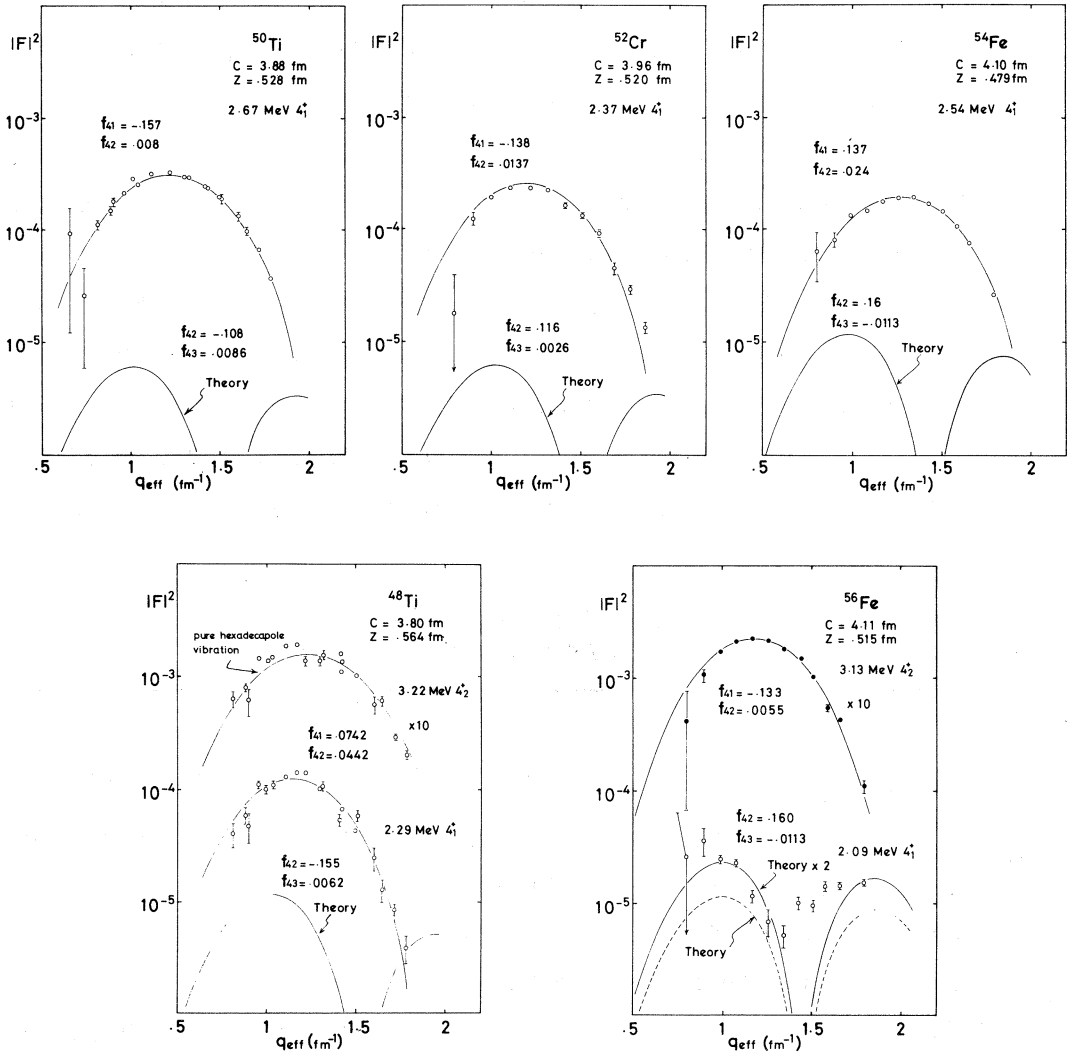 |F|²
⁵⁰Ti
C = 3·88 fm
Z = ·528 fm
2·67 MeV 4₁⁺
10⁻³
f₄₁ = -·157
f₄₂ = ·008
10⁻⁴
f₄₂ = -·108
f₄₃ = ·0086
10⁻⁵
Theory
·5 1 1·5 2
q_eff (fm⁻¹)
|F|²
⁵²Cr
C = 3·96 fm
Z = ·520 fm
2·37 MeV 4₁⁺
10⁻³
f₄₁ = -·138
f₄₂ = ·0137
10⁻⁴
f₄₂ = ·116
f₄₃ = ·0026
10⁻⁵
Theory
·5 1 1·5 2
q_eff (fm⁻¹)
|F|²
⁵⁴Fe
C = 4·10 fm
Z = ·479 fm
2·54 MeV 4₁⁺
10⁻³
f₄₁ = ·137
f₄₂ = ·024
10⁻⁴
f₄₂ = ·16
f₄₃ = -·0113
10⁻⁵
Theory
·5 1 1·5 2
q_eff (fm⁻¹)
|F|²
⁴⁸Ti
C = 3·80 fm
Z = ·564 fm
pure hexadecapole
vibration
10⁻³
3·22 MeV 4₂⁺
x 10
f₄₁ = ·0742
f₄₂ = ·0442
10⁻⁴
2·29 MeV 4₁⁺
f₄₂ = -·155
f₄₃ = ·0062
10⁻⁵
Theory
·5 1 1·5 2
q_eff (fm⁻¹)
|F|²
⁵⁶Fe
C = 4·11 fm
Z = ·515 fm
10⁻³
3·13 MeV 4₂⁺
x 10
f₄₁ = -·133
f₄₂ = ·0055
10⁻⁴
f₄₂ = ·160
f₄₃ = -·0113
2·09 MeV 4₁⁺
Theory x 2
10⁻⁵
Theory
·5 1 1·5 2
q_eff (fm⁻¹)